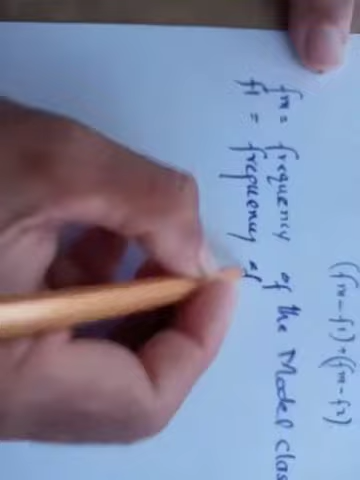 (fm-f1)+(fm-f2)
fm = frequency of the Model clas
f1 = frequency of